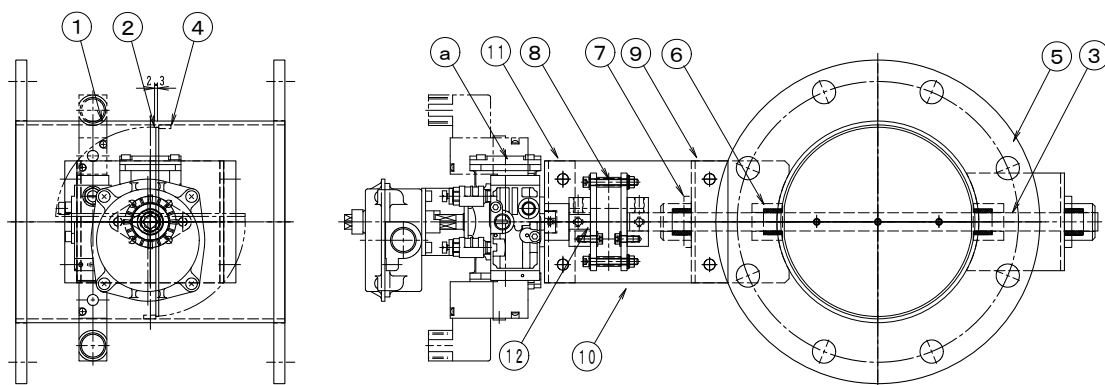 ① ② ④
2 3
ⓐ ⑪ ⑧ ⑦ ⑨ ⑥ ⑤ ③
⑫ ⑩